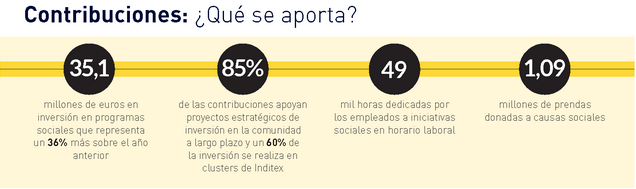 Contribuciones: ¿Qué se aporta?
35,1
millones de euros en
inversión en programas
sociales que representa
un 36% más sobre el año
anterior
85%
de las contribuciones apoyan
proyectos estratégicos de
inversión en la comunidad
a largo plazo y un 60% de
la inversión se realiza en
clusters de Inditex
49
mil horas dedicadas por
los empleados a iniciativas
sociales en horario laboral
1,09
millones de prendas
donadas a causas sociales